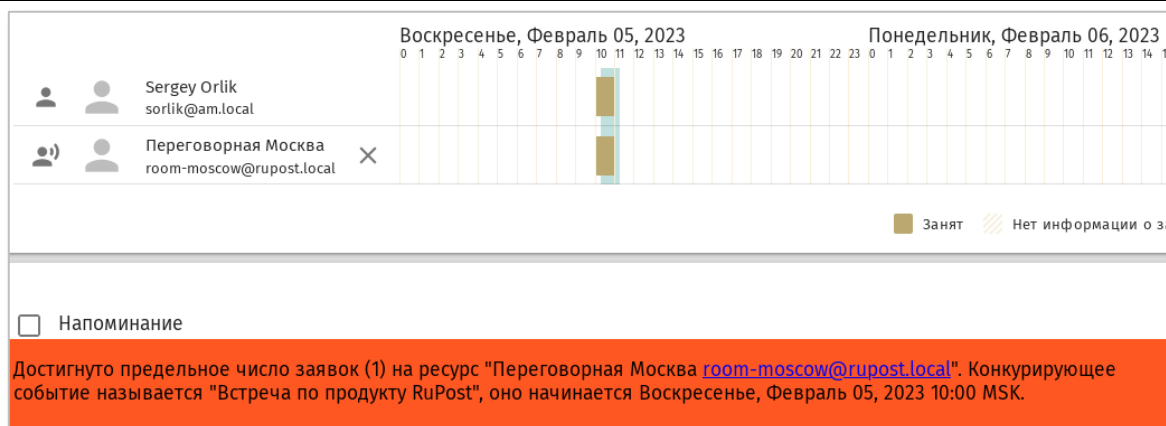 Воскресенье, Февраль 05, 2023 Понедельник, Февраль 06, 2023
0 1 2 3 4 5 6 7 8 9 10 11 12 13 14 15 16 17 18 19 20 21 22 23 0 1 2 3 4 5 6 7 8 9 10 11 12 13 14
Sergey Orlik
sorlik@am.local
Переговорная Москва
room-moscow@rupost.local
Занят Нет информации о
Напоминание
Достигнуто предельное число заявок (1) на ресурс "Переговорная Москва room-moscow@rupost.local". Конкурирующее
событие называется "Встреча по продукту RuPost", оно начинается Воскресенье, Февраль 05, 2023 10:00 MSK.